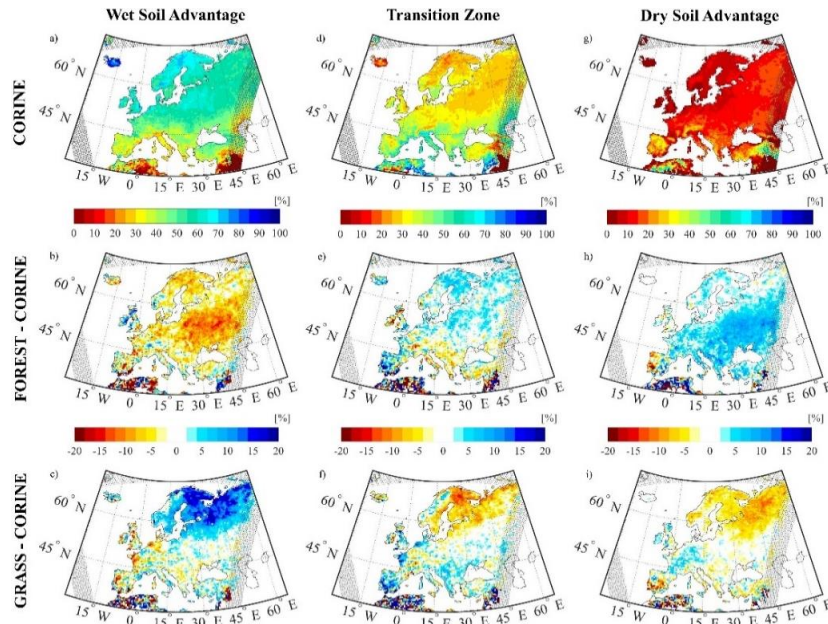 Wet Soil Advantage Transition Zone Dry Soil Advantage
CORINE
a) d) g)
60° N 60° N 60° N
45° N 45° N 45° N
15° W 0 15 E 30 E 45 E 60 E 15° W 0 15 E 30 E 45 E 60 E 15° W 0 15 E 30 E 45 E 60 E
[%] [%] [%]
0 10 20 30 40 50 60 70 80 90 100 0 10 20 30 40 50 60 70 80 90 100 0 10 20 30 40 50 60 70 80 90 100
FOREST - CORINE
b) e) h)
60° N 60° N 60° N
45° N 45° N 45° N
15° W 0 15 E 30 E 45 E 60 E 15° W 0 15 E 30 E 45 E 60 E 15° W 0 15 E 30 E 45 E 60 E
[%] [%] [%]
-20 -15 -10 -5 0 5 10 15 20 -20 -15 -10 -5 0 5 10 15 20 -20 -15 -10 -5 0 5 10 15 20
GRASS - CORINE
c) f) i)
60° N 60° N 60° N
45° N 45° N 45° N
15° W 0 15 E 30 E 45 E 60 E 15° W 0 15 E 30 E 45 E 60 E 15° W 0 15 E 30 E 45 E 60 E